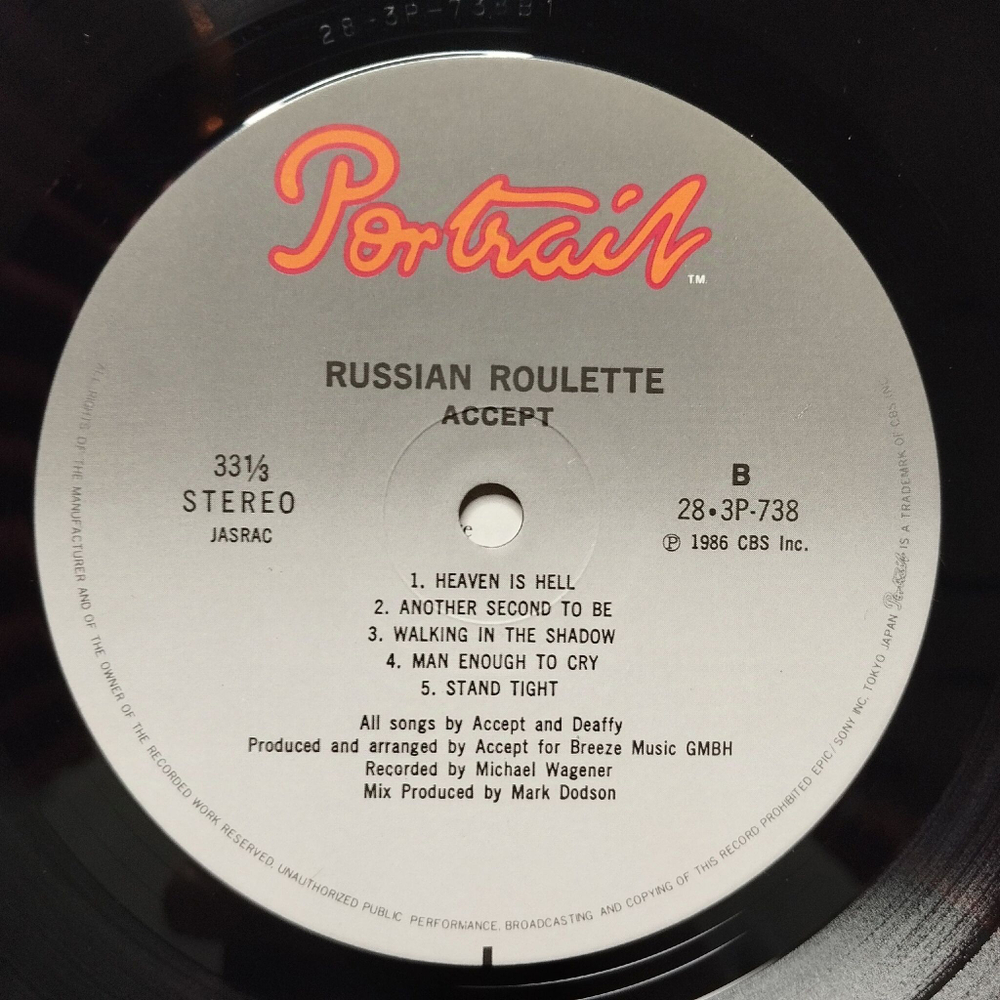 Portrait
TM
RUSSIAN ROULETTE
ACCEPT
33⅓
STEREO
JASRAC
B
28•3P-738
Ⓟ 1986 CBS Inc.
1. HEAVEN IS HELL
2. ANOTHER SECOND TO BE
3. WALKING IN THE SHADOW
4. MAN ENOUGH TO CRY
5. STAND TIGHT
All songs by Accept and Deaffy
Produced and arranged by Accept for Breeze Music GMBH
Recorded by Michael Wagener
Mix Produced by Mark Dodson
ALL RIGHTS OF THE MANUFACTURER AND OF THE OWNER OF THE RECORDED WORK RESERVED. UNAUTHORIZED PUBLIC PERFORMANCE, BROADCASTING AND COPYING OF THIS RECORD PROHIBITED EPIC/SONY INC. TOKYO JAPAN Portrait IS A TRADEMARK OF CBS INC.